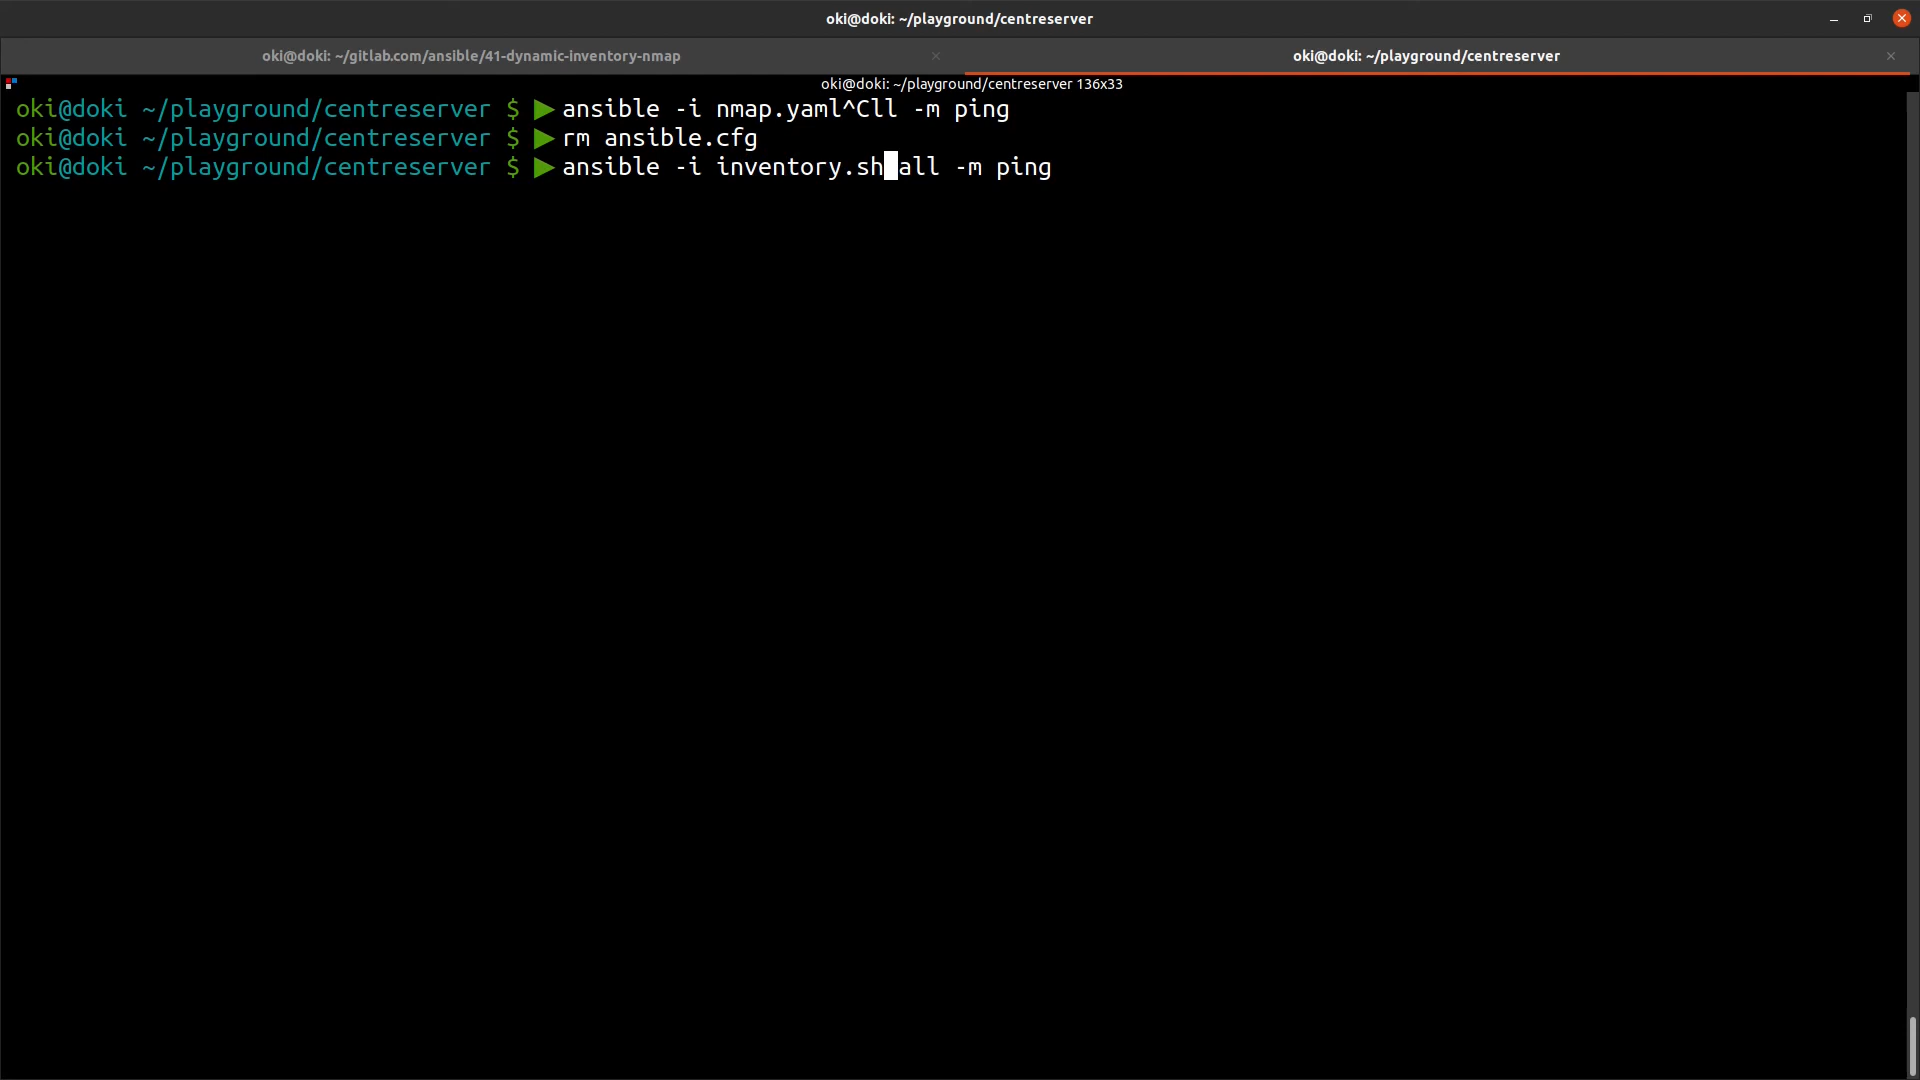 oki@doki: ~/playground/centreserver
oki@doki: ~/gitlab.com/ansible/41-dynamic-inventory-nmap
oki@doki: ~/playground/centreserver
oki@doki: ~/playground/centreserver 136x33
oki@doki ~/playground/centreserver $ ▶ansible -i nmap.yaml^Cll -m ping
oki@doki ~/playground/centreserver $ ▶rm ansible.cfg
oki@doki ~/playground/centreserver $ ▶ansible -i inventory.sh all -m ping